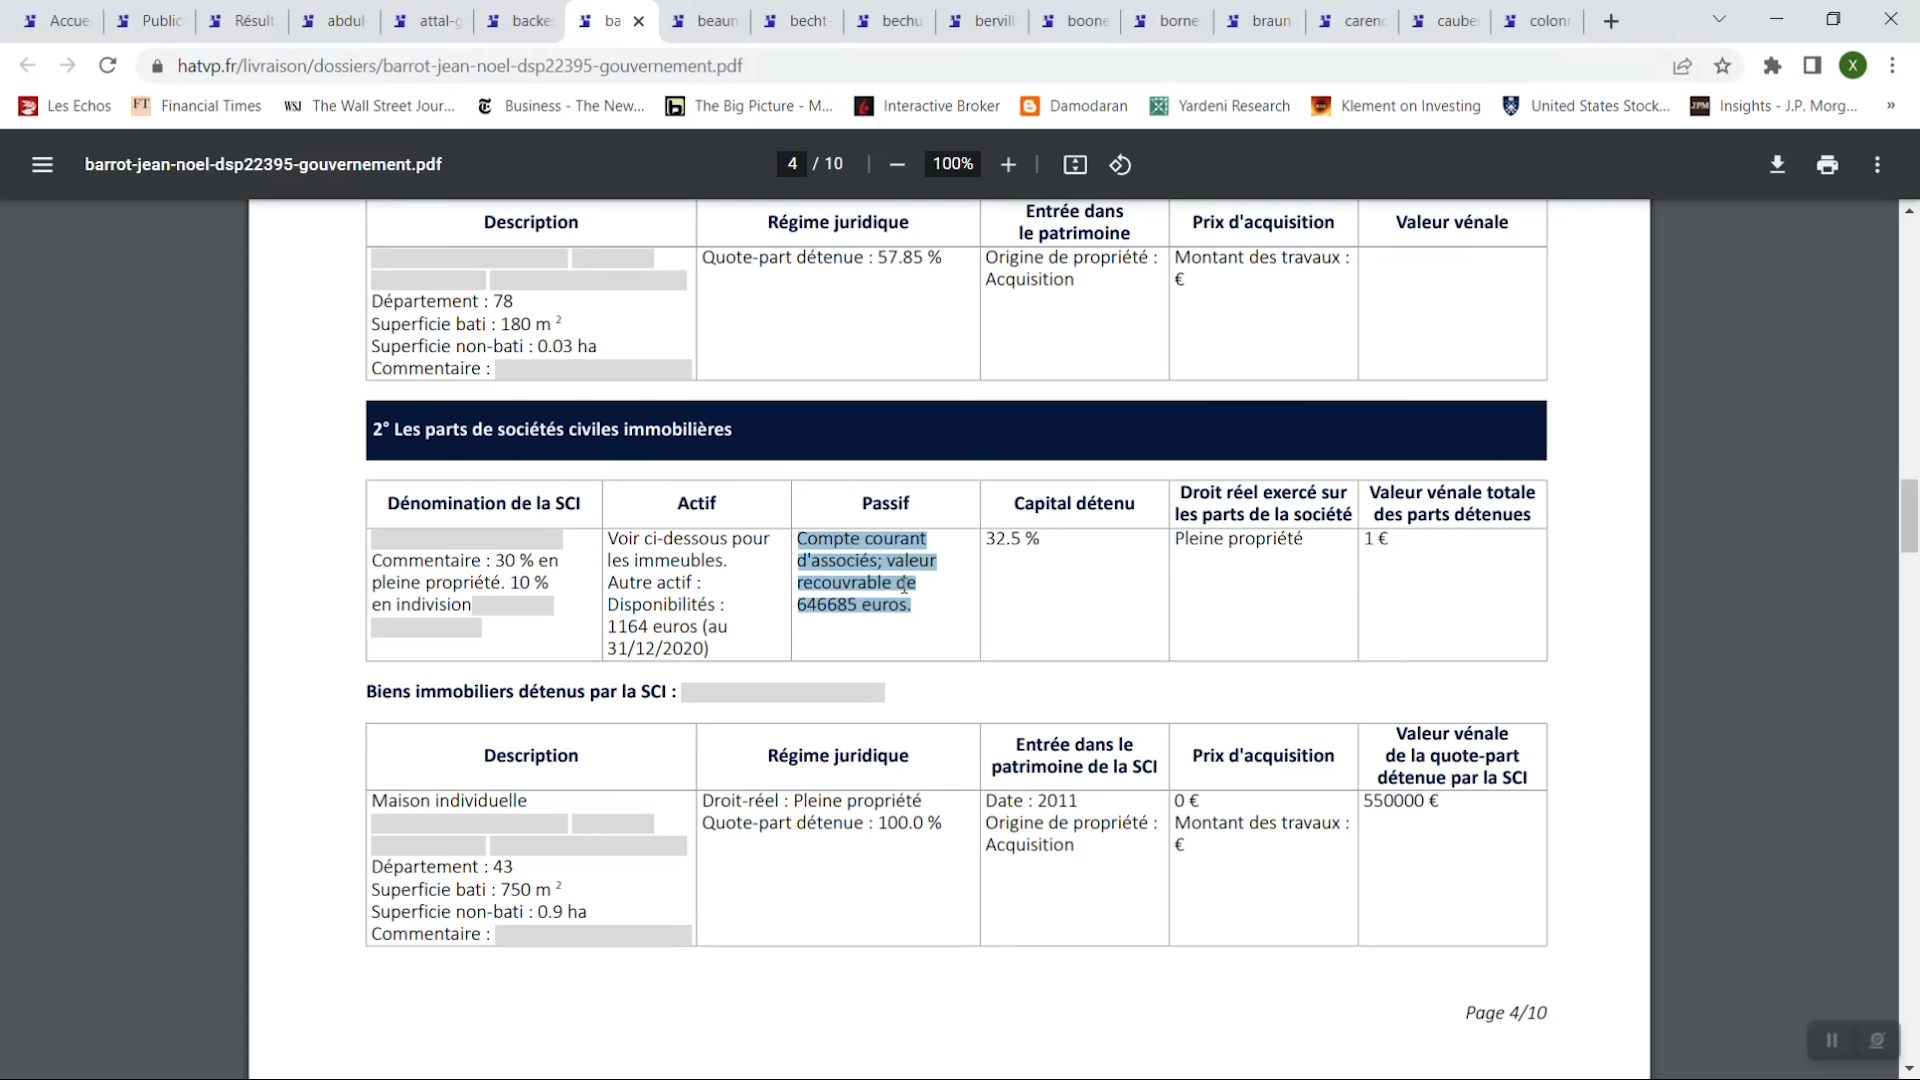 Accue
Public
Résult
abdul-
attal-g
backe
ba
beaun
becht-
bechu
bervill
boone
borne-
braun
carenc
caube
colonn
hatvp.fr/livraison/dossiers/barrot-jean-noel-dsp22395-gouvernement.pdf
X
Les Echos
FT Financial Times
WSJ The Wall Street Jour...
Business - The New...
The Big Picture - M...
Interactive Broker
Damodaran
Yardeni Research
Klement on Investing
United States Stock...
JPM Insights - J.P. Morg...
»
barrot-jean-noel-dsp22395-gouvernement.pdf
4 / 10
100%
Description
Régime juridique
Entrée dans
le patrimoine
Prix d'acquisition
Valeur vénale
Département : 78
Superficie bati : 180 m ²
Superficie non-bati : 0.03 ha
Commentaire :
Quote-part détenue : 57.85 %
Origine de propriété :
Acquisition
Montant des travaux :
€
2° Les parts de sociétés civiles immobilières
Dénomination de la SCI
Actif
Passif
Capital détenu
Droit réel exercé sur
les parts de la société
Valeur vénale totale
des parts détenues
Commentaire : 30 % en
pleine propriété. 10 %
en indivision
Voir ci-dessous pour
les immeubles.
Autre actif :
Disponibilités :
1164 euros (au
31/12/2020)
Compte courant
d'associés; valeur
recouvrable de
646685 euros.
32.5 %
Pleine propriété
1 €
Biens immobiliers détenus par la SCI :
Description
Régime juridique
Entrée dans le
patrimoine de la SCI
Prix d'acquisition
Valeur vénale
de la quote-part
détenue par la SCI
Maison individuelle
Département : 43
Superficie bati : 750 m ²
Superficie non-bati : 0.9 ha
Commentaire :
Droit-réel : Pleine propriété
Quote-part détenue : 100.0 %
Date : 2011
Origine de propriété :
Acquisition
0 €
Montant des travaux :
€
550000 €
Page 4/10